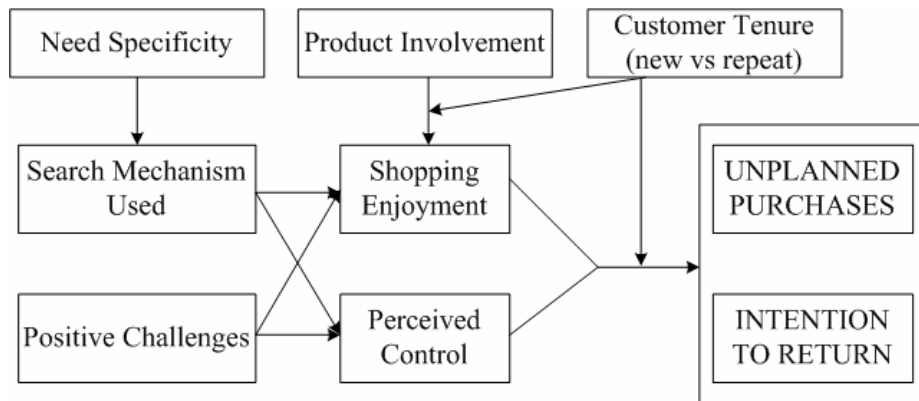 Need Specificity
Product Involvement
Customer Tenure
(new vs repeat)
Search Mechanism
Used
Shopping
Enjoyment
UNPLANNED
PURCHASES
Positive Challenges
Perceived
Control
INTENTION
TO RETURN